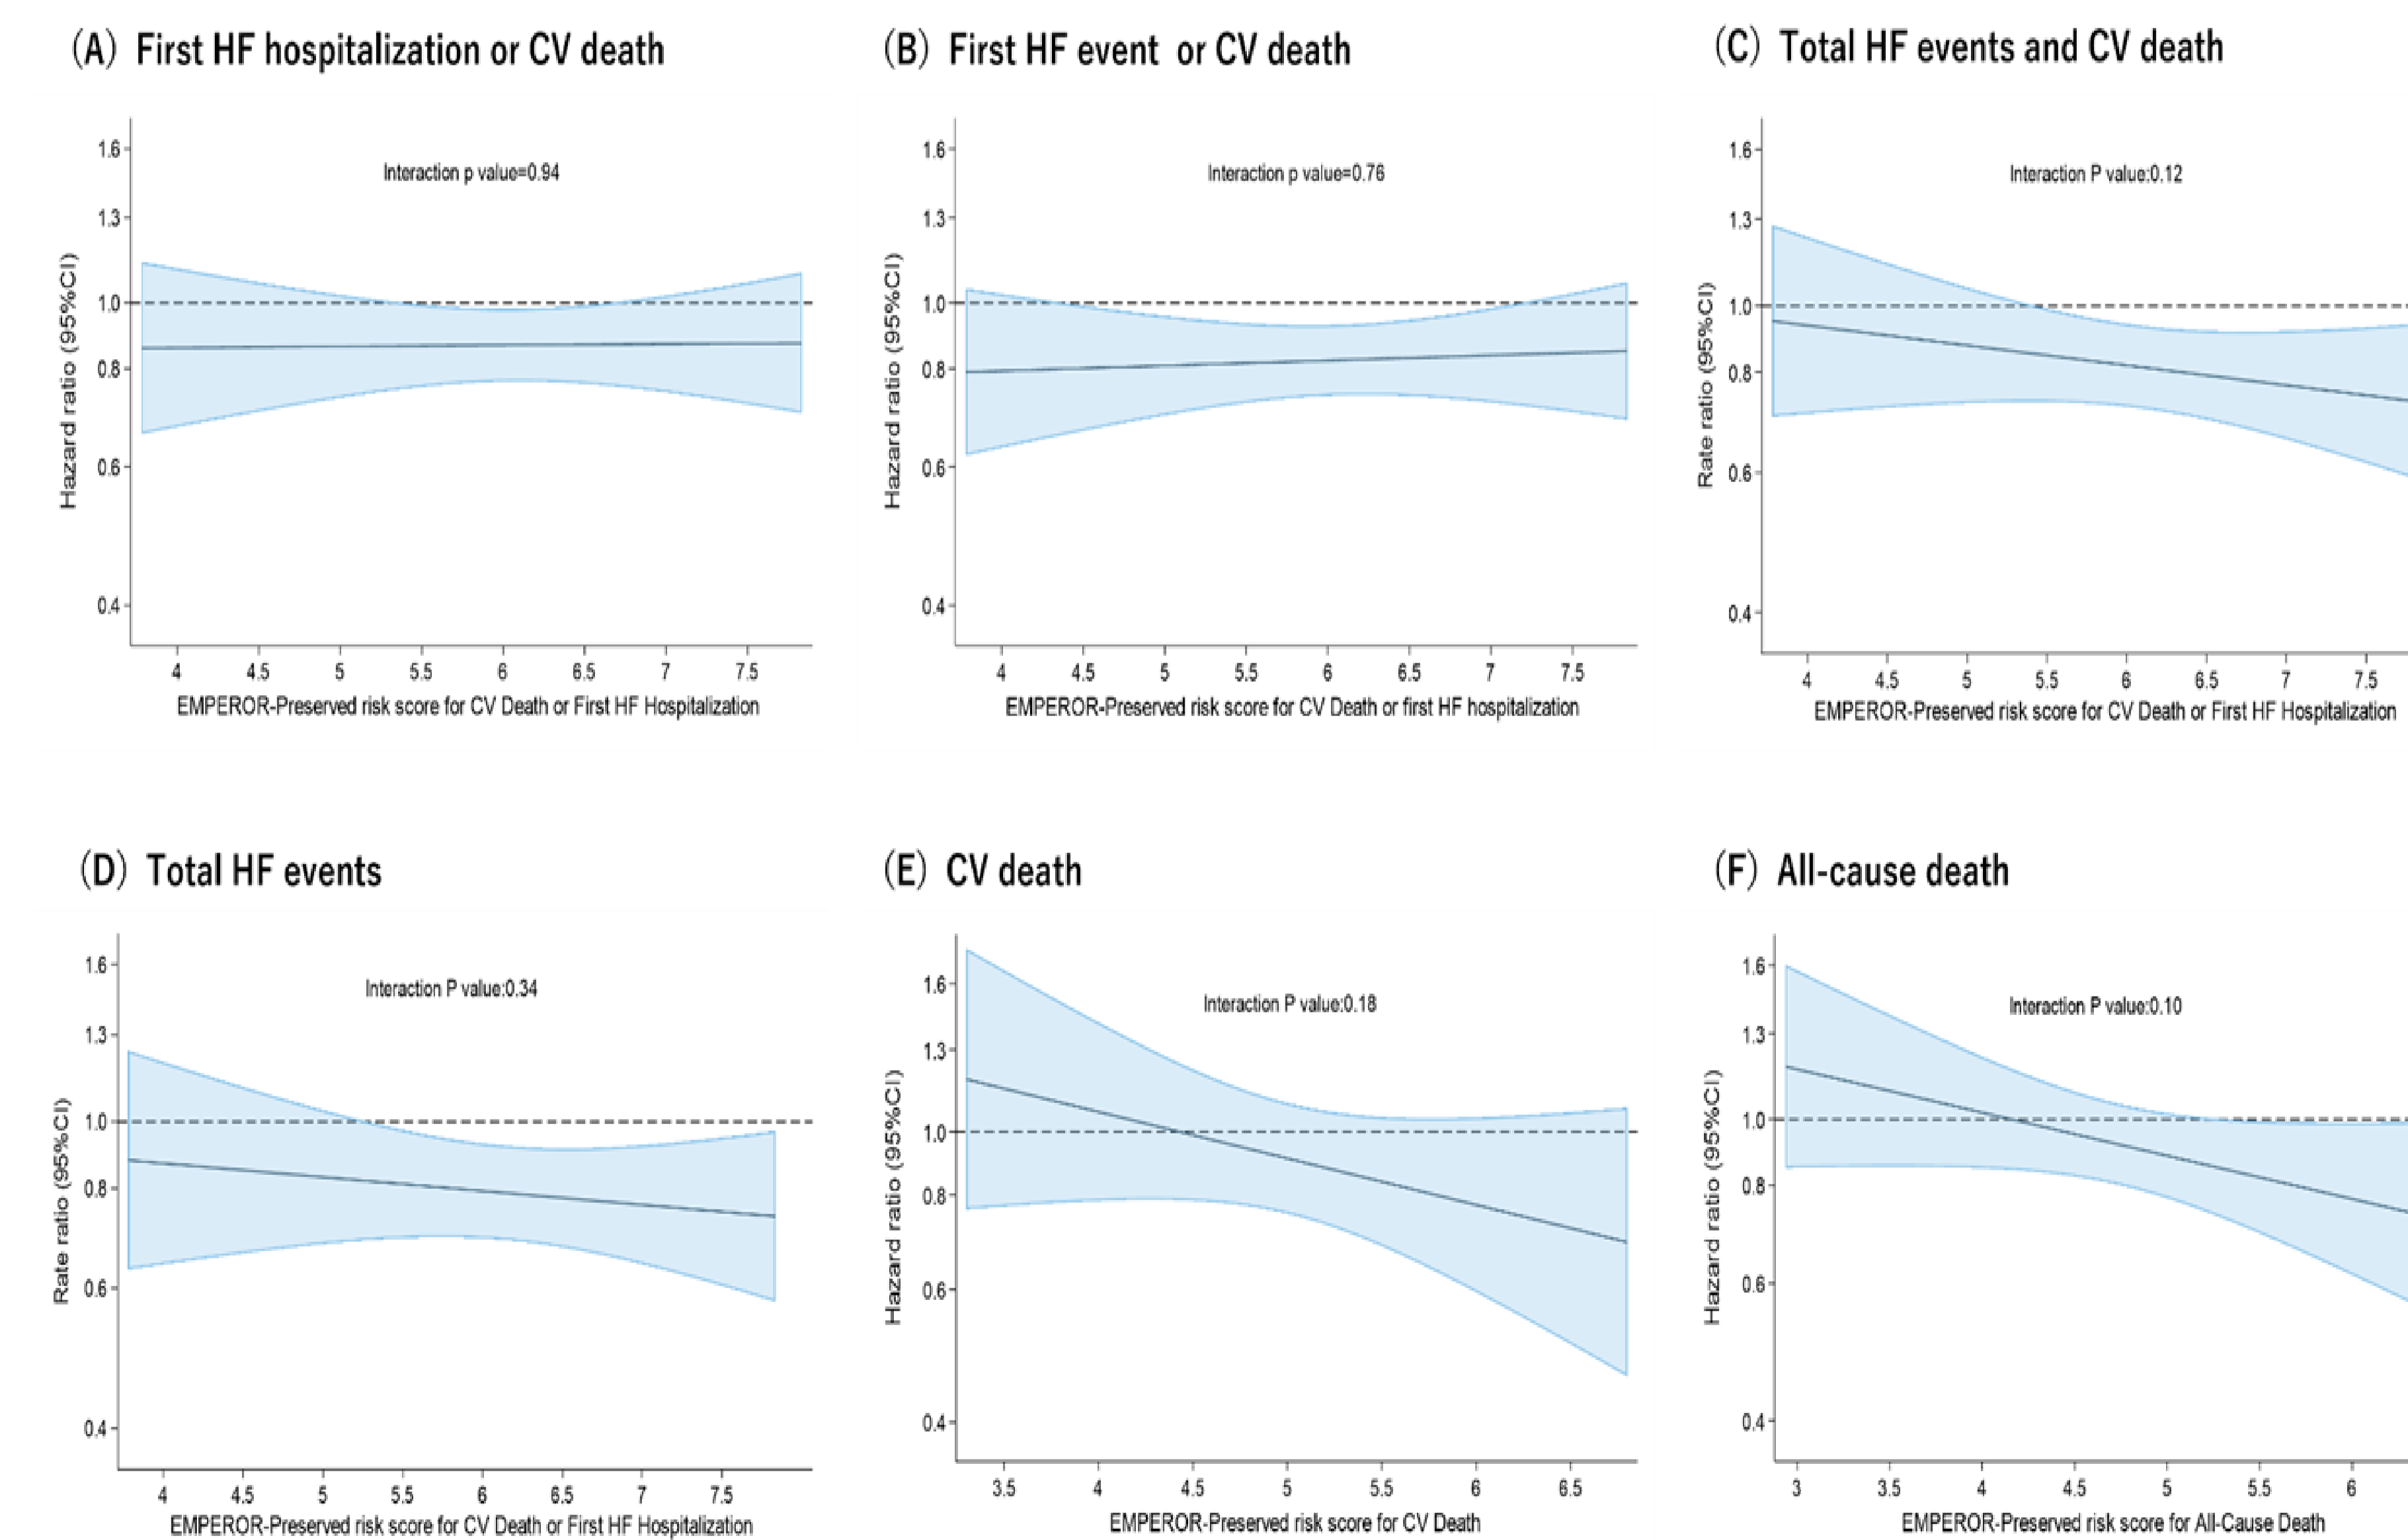 (A) First HF hospitalization or CV death
Interaction p value=0.94
Hazard ratio (95%CI)
1.6
1.3
1.0
0.8
0.6
0.4
4 4.5 5 5.5 6 6.5 7 7.5
EMPEROR-Preserved risk score for CV Death or First HF Hospitalization
(B) First HF event or CV death
Interaction p value=0.76
Hazard ratio (95%CI)
1.6
1.3
1.0
0.8
0.6
0.4
4 4.5 5 5.5 6 6.5 7 7.5
EMPEROR-Preserved risk score for CV Death or first HF hospitalization
(C) Total HF events and CV death
Interaction P value:0.12
Rate ratio (95%CI)
1.6
1.3
1.0
0.8
0.6
0.4
4 4.5 5 5.5 6 6.5 7 7.5
EMPEROR-Preserved risk score for CV Death or First HF Hospitalization
(D) Total HF events
Interaction P value:0.34
Rate ratio (95%CI)
1.6
1.3
1.0
0.8
0.6
0.4
4 4.5 5 5.5 6 6.5 7 7.5
EMPEROR-Preserved risk score for CV Death or First HF Hospitalization
(E) CV death
Interaction P value:0.18
Hazard ratio (95%CI)
1.6
1.3
1.0
0.8
0.6
0.4
3.5 4 4.5 5 5.5 6 6.5
EMPEROR-Preserved risk score for CV Death
(F) All-cause death
Interaction P value:0.10
Hazard ratio (95%CI)
1.6
1.3
1.0
0.8
0.6
0.4
3 3.5 4 4.5 5 5.5 6
EMPEROR-Preserved risk score for All-Cause Death